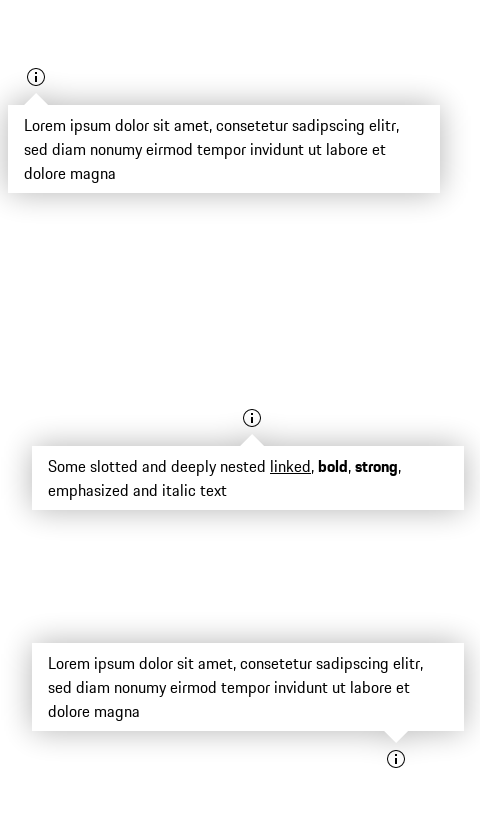 Lorem ipsum dolor sit amet, consetetur sadipscing elitr,
sed diam nonumy eirmod tempor invidunt ut labore et
dolore magna
Some slotted and deeply nested linked, bold, strong,
emphasized and italic text
Lorem ipsum dolor sit amet, consetetur sadipscing elitr,
sed diam nonumy eirmod tempor invidunt ut labore et
dolore magna